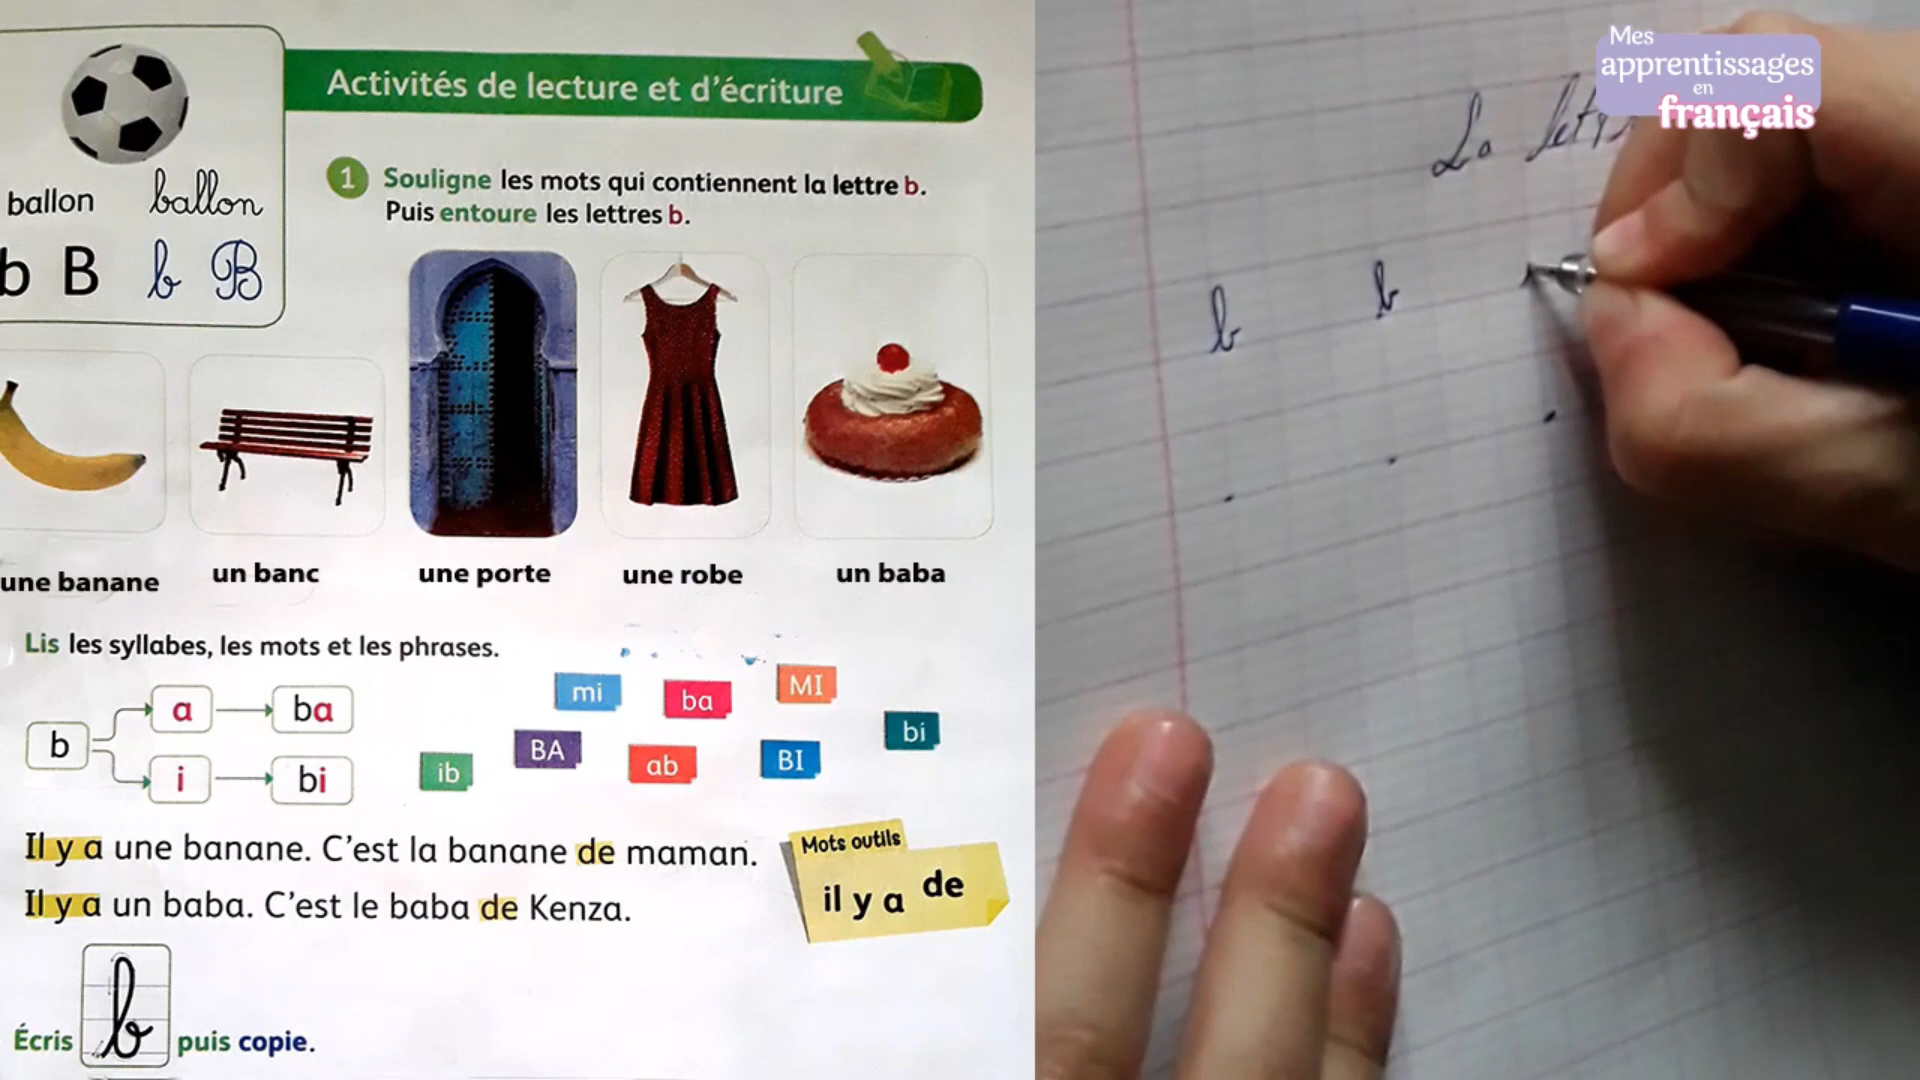 Activités de lecture et d'écriture
ballon ballon
b B b B
1 Souligne les mots qui contiennent la lettre b.
Puis entoure les lettres b.
une banane un banc une porte une robe un baba
Lis les syllabes, les mots et les phrases.
b a ba
i bi
mi ba MI
bi
BA ab BI
ib
Il y a une banane. C'est la banane de maman.
Il y a un baba. C'est le baba de Kenza.
Mots outils
il y a de
Écris b puis copie.
Mes
apprentissages
en
français
La
b b